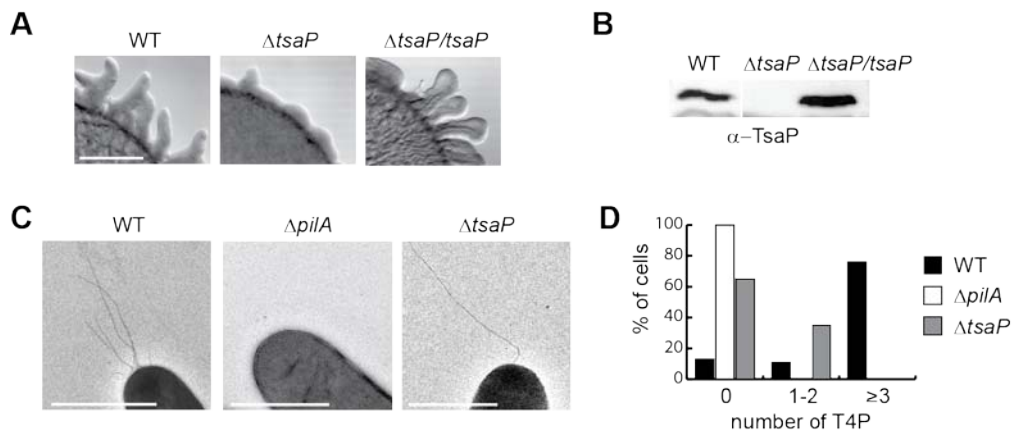 A
WT
ΔtsaP
ΔtsaP/tsaP
B
WT
ΔtsaP
ΔtsaP/tsaP
α–TsaP
C
WT
ΔpilA
ΔtsaP
D
100
80
60
40
20
0
% of cells
0
1-2
≥3
number of T4P
WT
ΔpilA
ΔtsaP